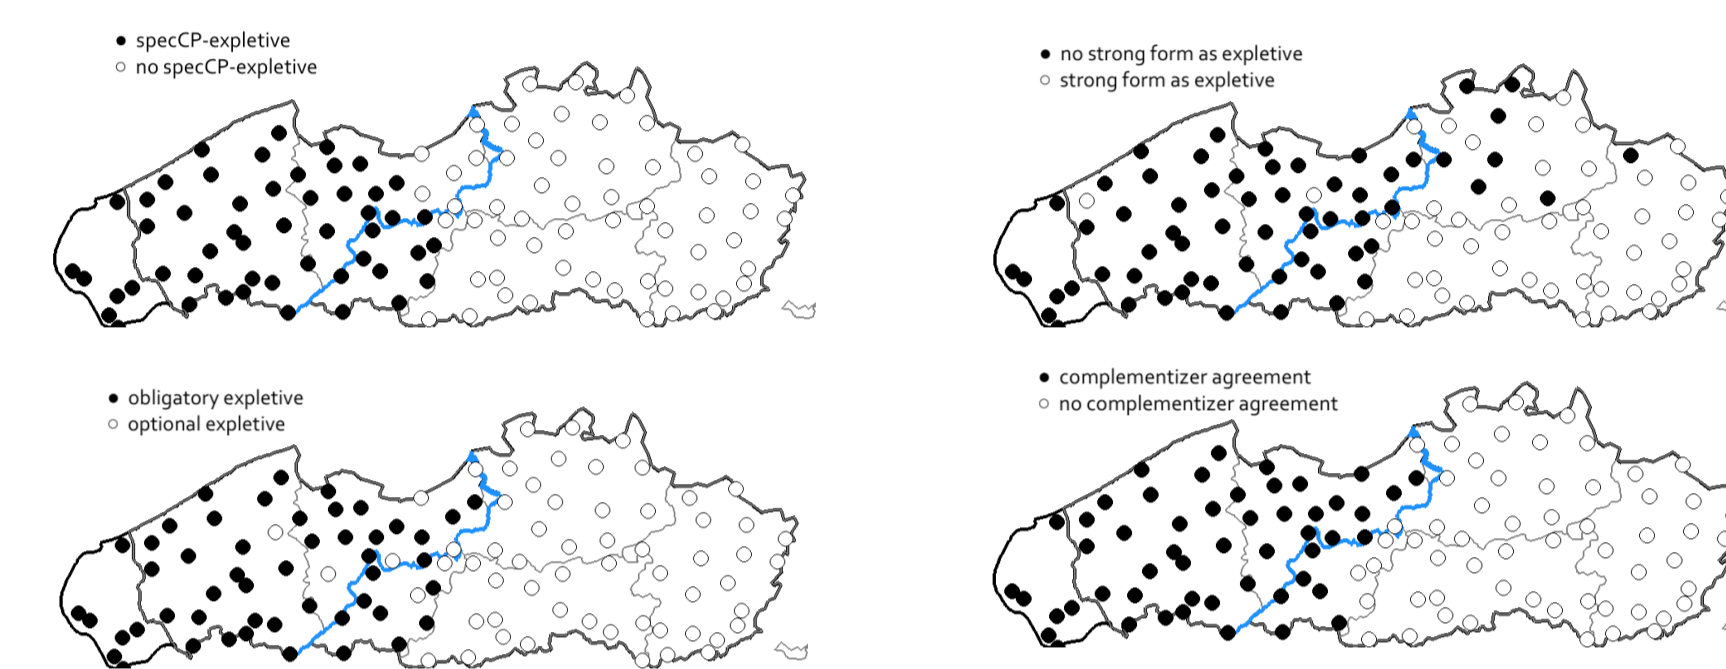 specCP-expletive
no specCP-expletive
no strong form as expletive
strong form as expletive
obligatory expletive
optional expletive
complementizer agreement
no complementizer agreement